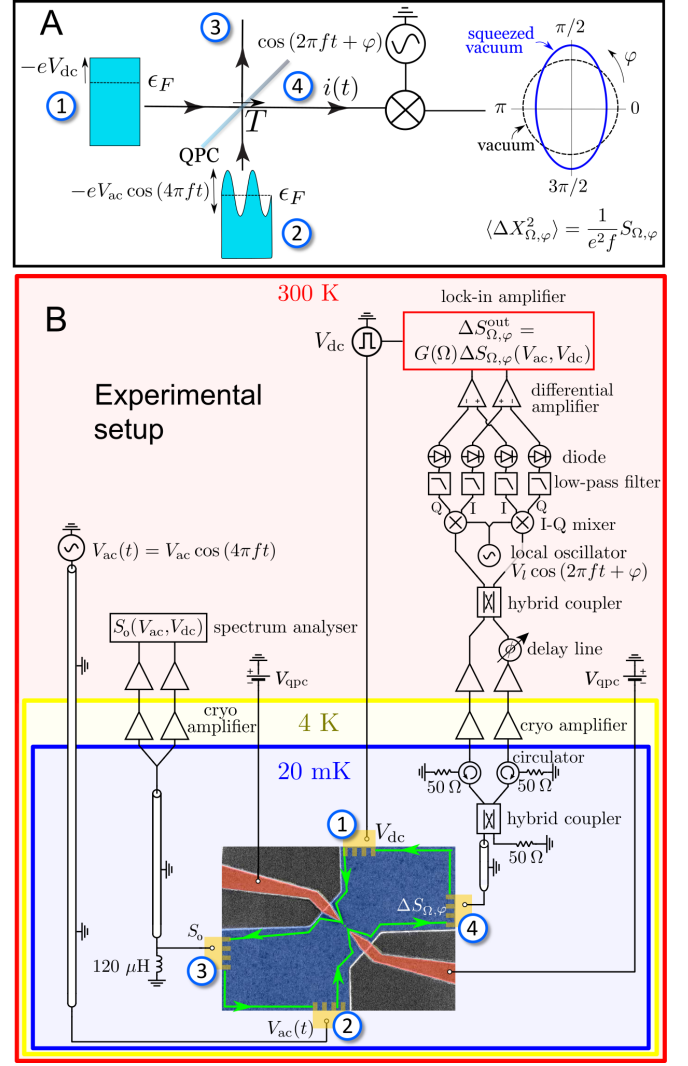 A
3
cos (2πft + φ)
squeezed
vacuum
π/2
−eV_dc
ϵ_F
φ
4
i(t)
1
π
0
T
vacuum
QPC
3π/2
−eV_ac cos (4πft)
ϵ_F
2
⟨ΔX²_Ω,φ⟩ = 1/(e²f) S_Ω,φ
300 K
B
lock-in amplifier
V_dc
ΔS^out_Ω,φ =
G(Ω)ΔS_Ω,φ(V_ac, V_dc)
Experimental
setup
differential
amplifier
diode
low-pass filter
Q I I Q
I-Q mixer
V_ac(t) = V_ac cos (4πft)
local oscillator
V_l cos (2πft + φ)
hybrid coupler
S_o(V_ac,V_dc)
spectrum analyser
delay line
V_qpc
V_qpc
cryo
amplifier
4 K
cryo amplifier
20 mK
circulator
50 Ω
50 Ω
hybrid coupler
1
V_dc
50 Ω
ΔS_Ω,φ
S_o
4
3
120 μH
V_ac(t)
2